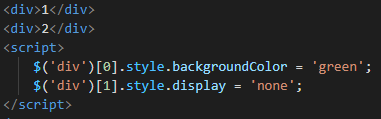 <div>1</div>
<div>2</div>
<script>
    $('div')[0].style.backgroundColor = 'green';
    $('div')[1].style.display = 'none';
</script>